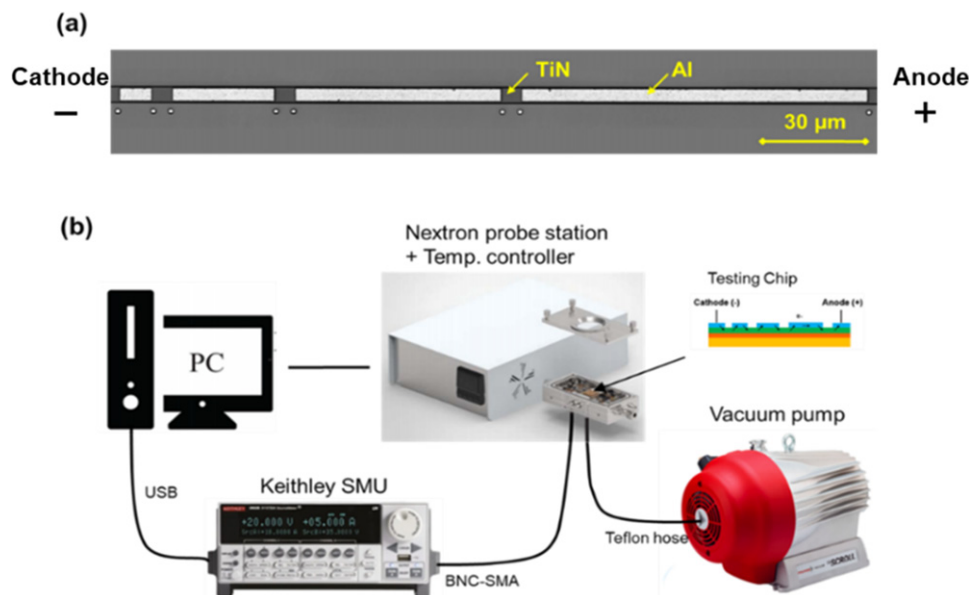 (a)
Cathode
–
TiN
Al
Anode
+
30 µm
(b)
Nextron probe station
+ Temp. controller
Testing Chip
Cathode (-)
Anode (+)
PC
Vacuum pump
USB
Keithley SMU
+20.000 V +05.000 A
Teflon hose
BNC-SMA